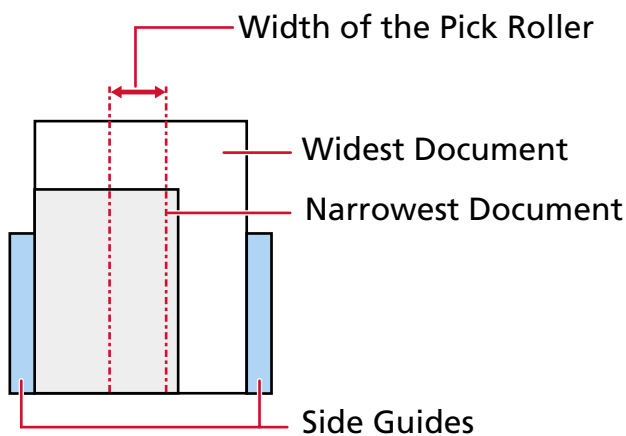 Width of the Pick Roller
Widest Document
Narrowest Document
Side Guides